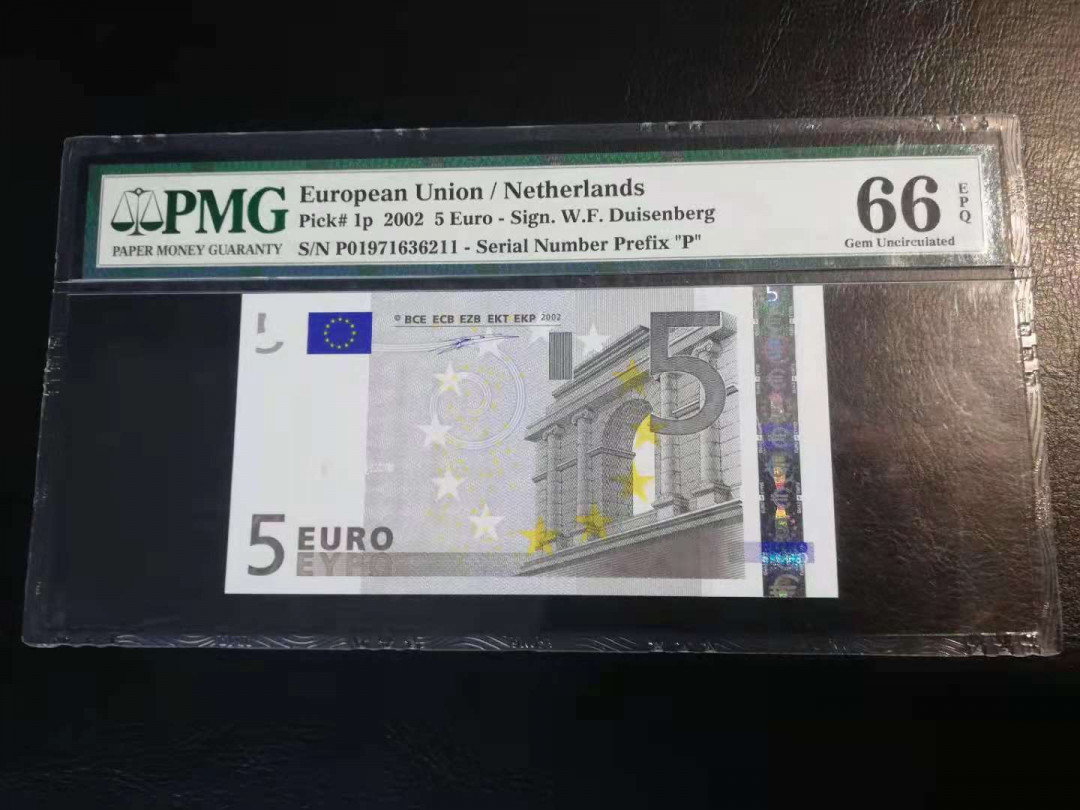 PMG
PAPER MONEY GUARANTY
European Union / Netherlands
Pick# 1p 2002 5 Euro - Sign. W.F. Duisenberg
S/N P01971636211 - Serial Number Prefix "P"
66
EPQ
Gem Uncirculated
© BCE ECB EZB EKT EKP 2002
5
5 EURO
ΕΥΡΩ